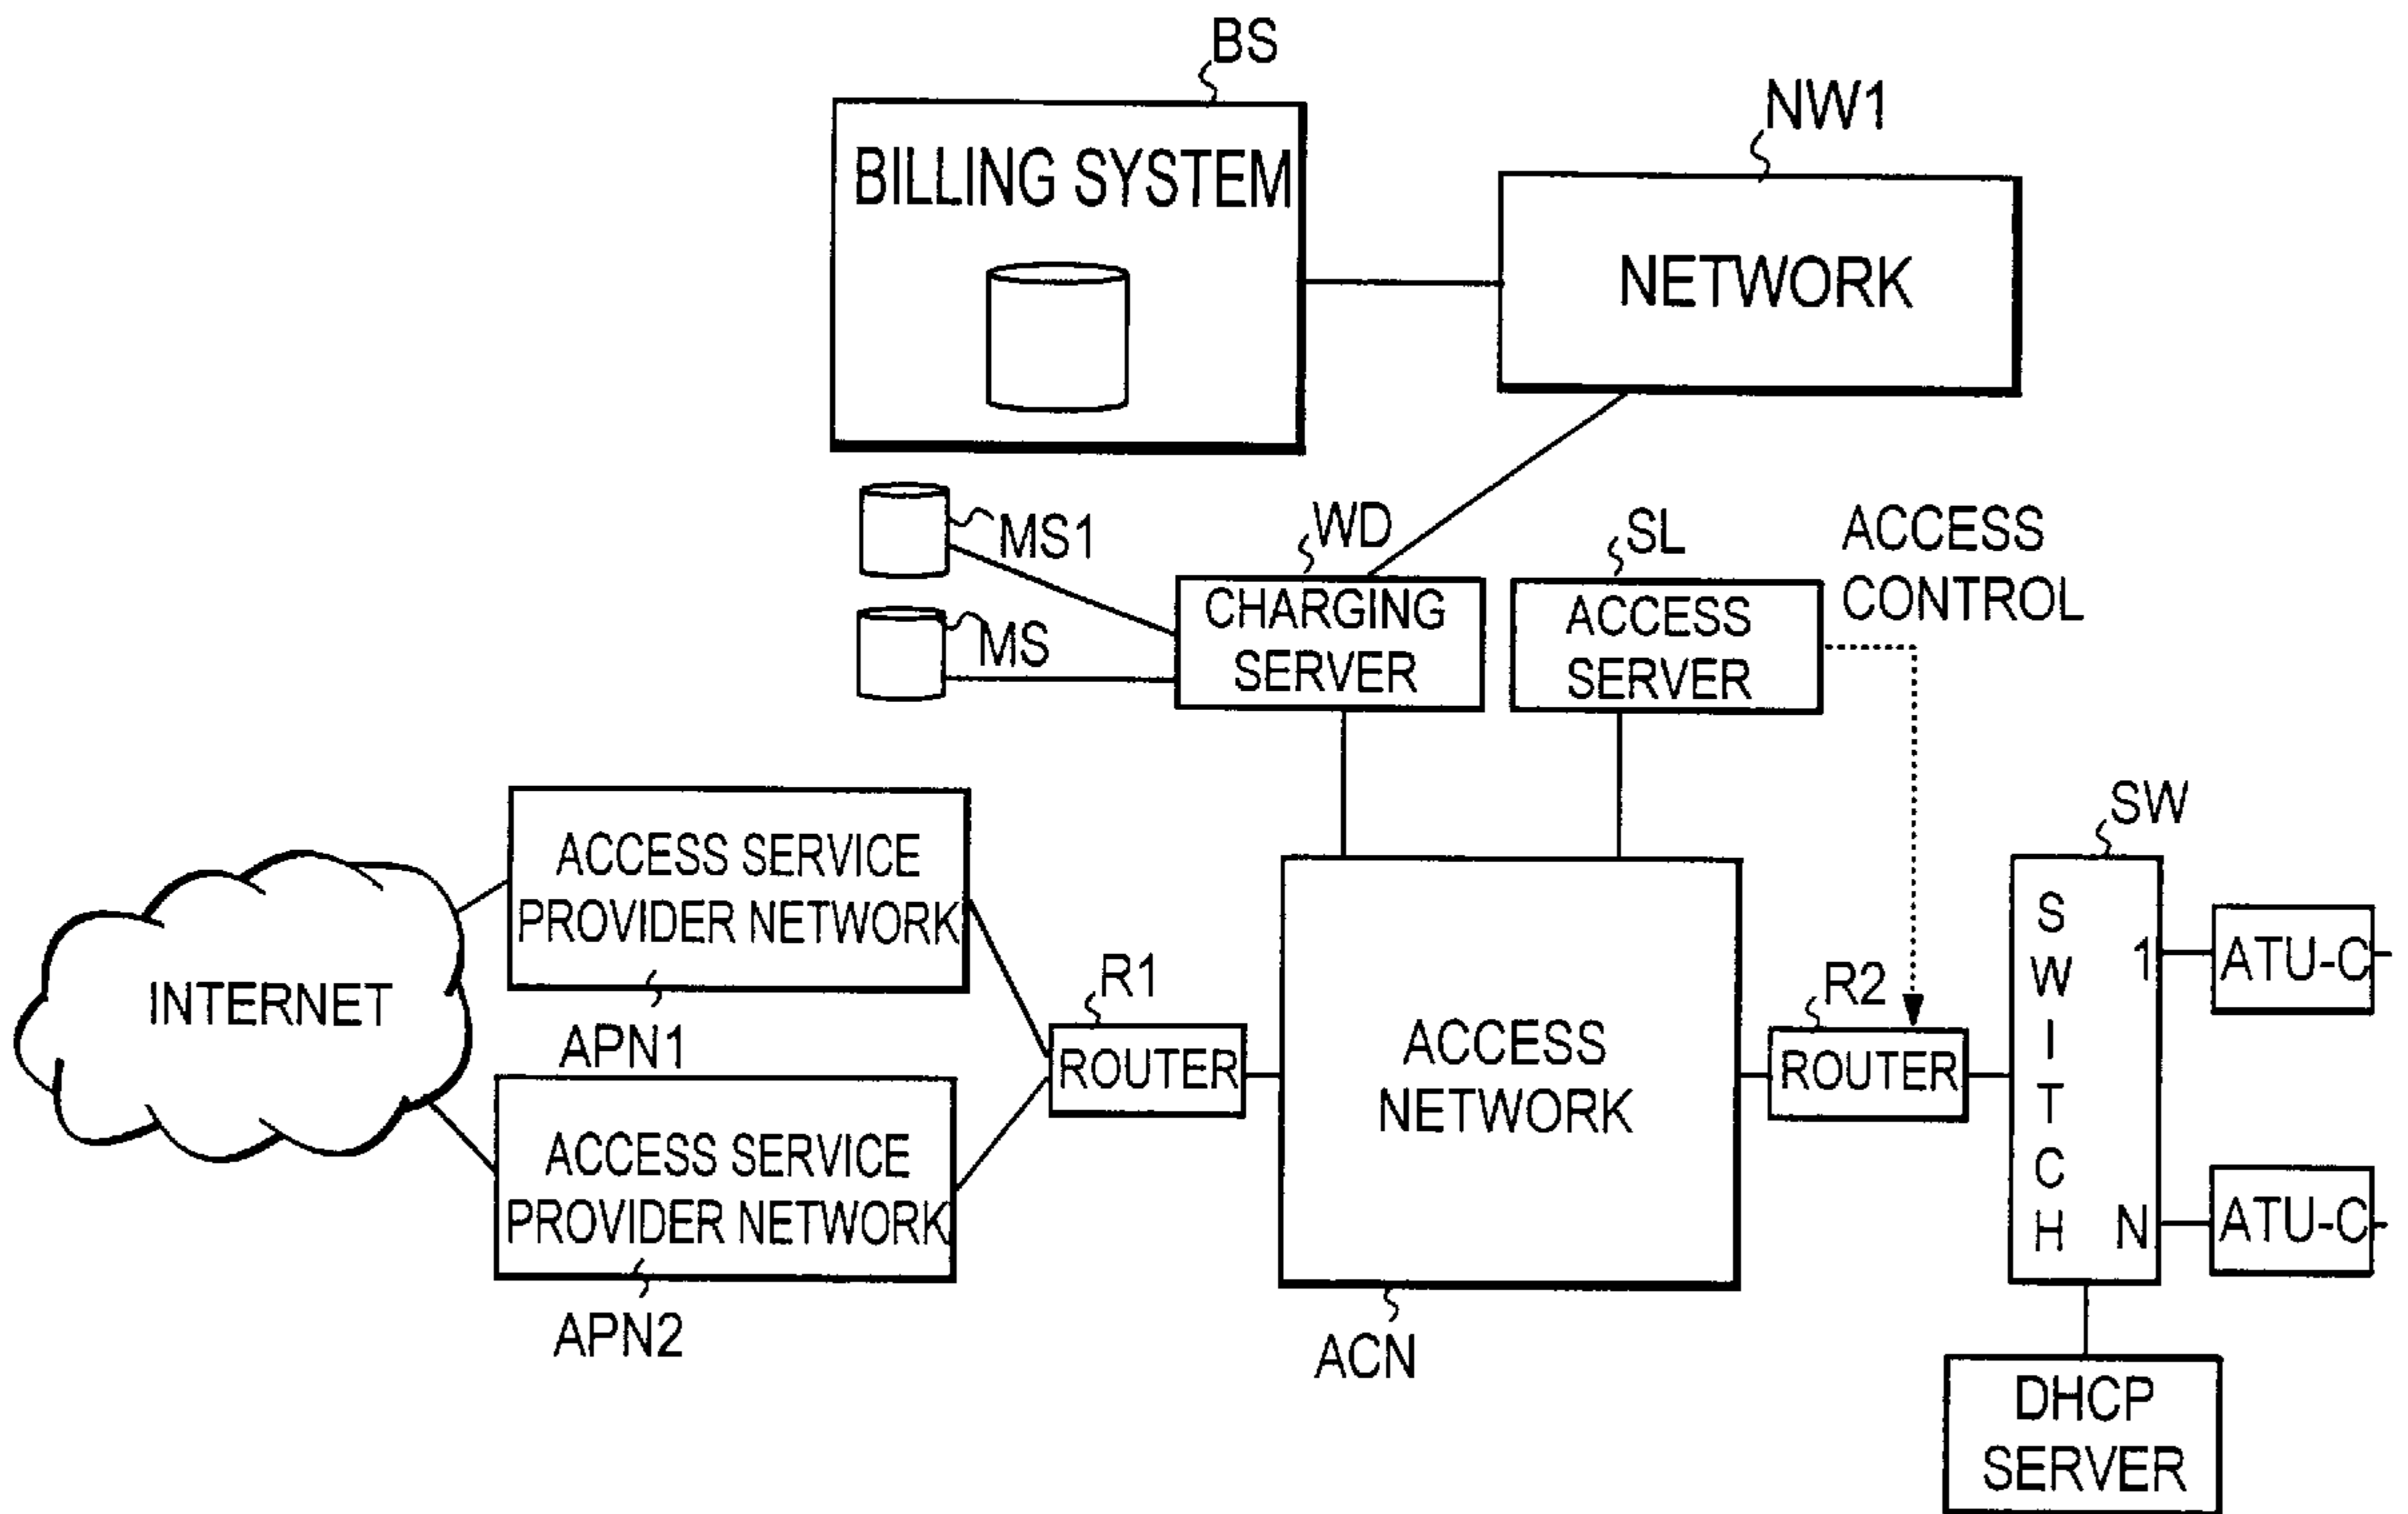 BS
NW1
BILLING SYSTEM
NETWORK
MS1
WD
SL
ACCESS
CONTROL
MS
CHARGING
SERVER
ACCESS
SERVER
SW
ACCESS SERVICE
PROVIDER NETWORK
APN1
INTERNET
R1
ROUTER
ACCESS
NETWORK
R2
ROUTER
SWITCH
1
N
ATU-C
ATU-C
ACCESS SERVICE
PROVIDER NETWORK
APN2
ACN
DHCP
SERVER